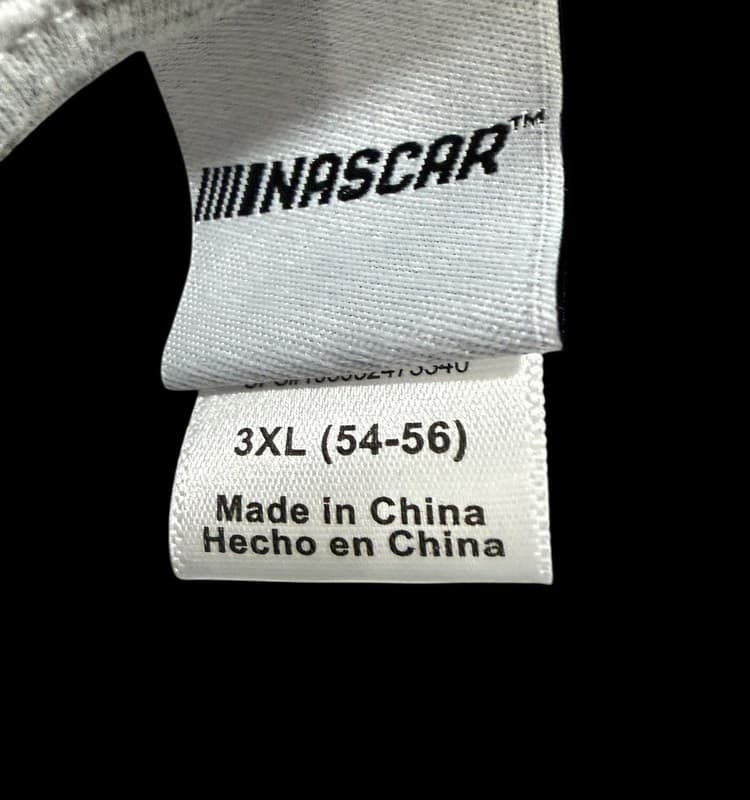 NASCAR™
3XL (54-56)
Made in China
Hecho en China